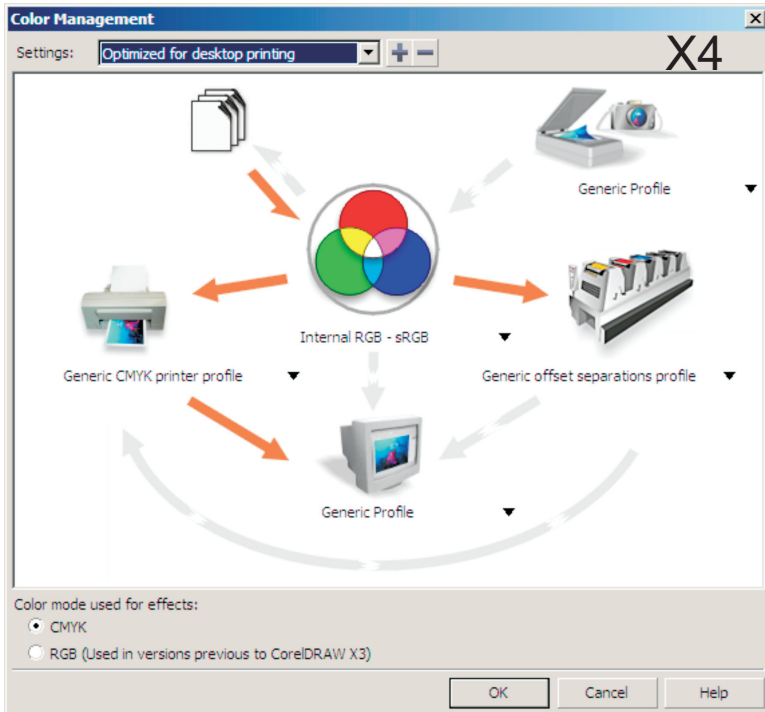 Color Management
Settings: Optimized for desktop printing
X4
Generic Profile
Internal RGB - sRGB
Generic CMYK printer profile
Generic offset separations profile
Generic Profile
Color mode used for effects:
CMYK
RGB (Used in versions previous to CorelDRAW X3)
OK Cancel Help